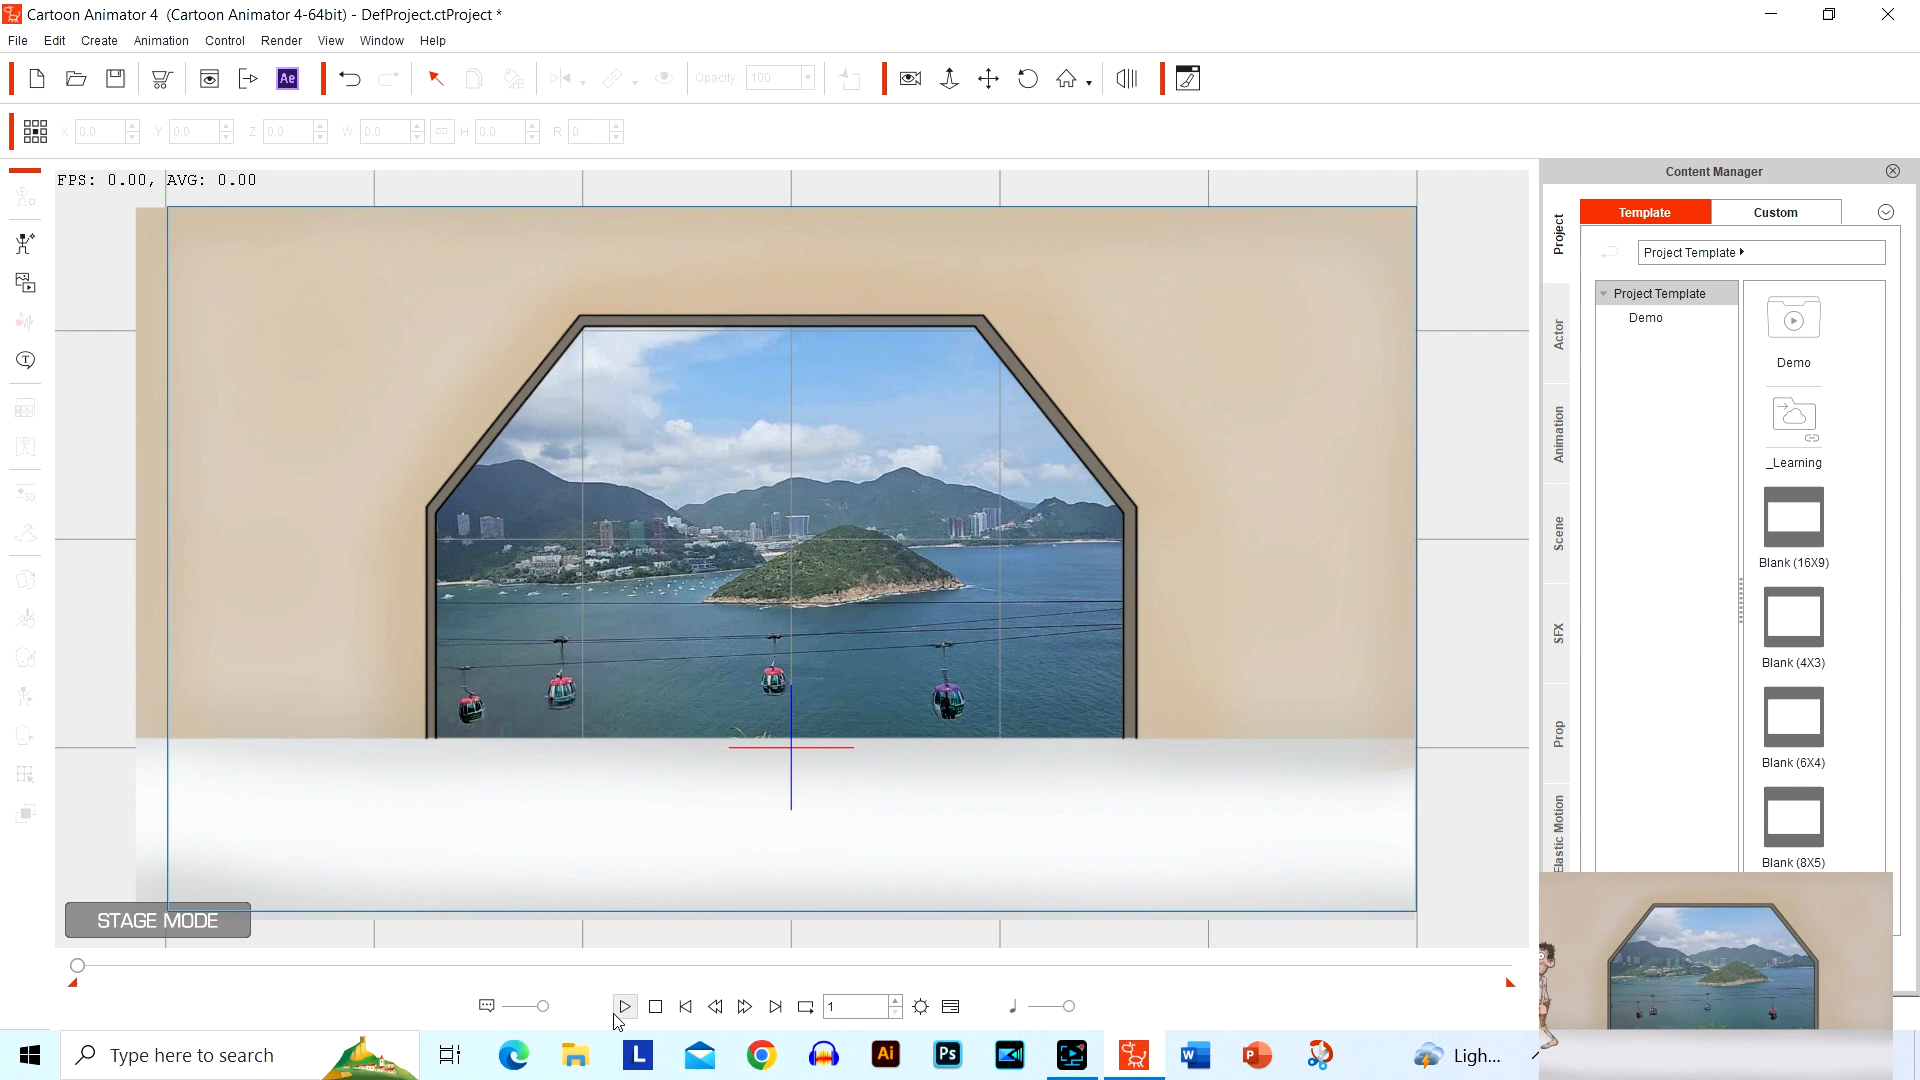 Cartoon Animator 4  (Cartoon Animator 4-64bit) - DefProject.ctProject *
File Edit Create Animation Control Render View Window Help
Ae Opacity : 100
X 0.0 Y 0.0 Z 0.0 W 0.0 H 0.0 R 0
FPS: 0.00, AVG: 0.00
Content Manager
Template Custom
Project Template
Project Template
Demo
Project
Actor
Animation
Scene
SFX
Prop
Elastic Motion
Demo
_Learning
Blank (16X9)
Blank (4X3)
Blank (6X4)
Blank (8X5)
3D
STAGE MODE
1
Type here to search
L
Ai
Ps
W
P
Ligh...